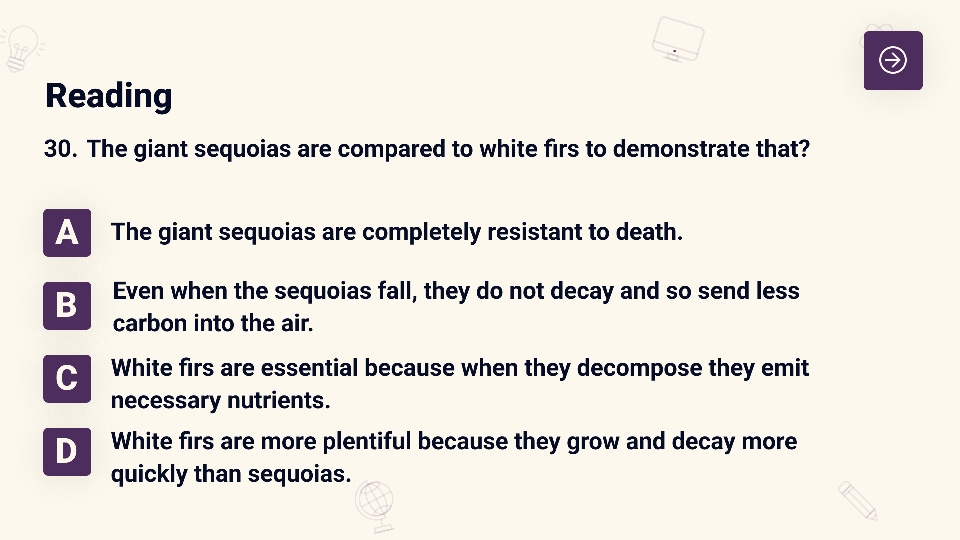 Reading
30. The giant sequoias are compared to white firs to demonstrate that?
A The giant sequoias are completely resistant to death.
B Even when the sequoias fall, they do not decay and so send less
carbon into the air.
C White firs are essential because when they decompose they emit
necessary nutrients.
D White firs are more plentiful because they grow and decay more
quickly than sequoias.